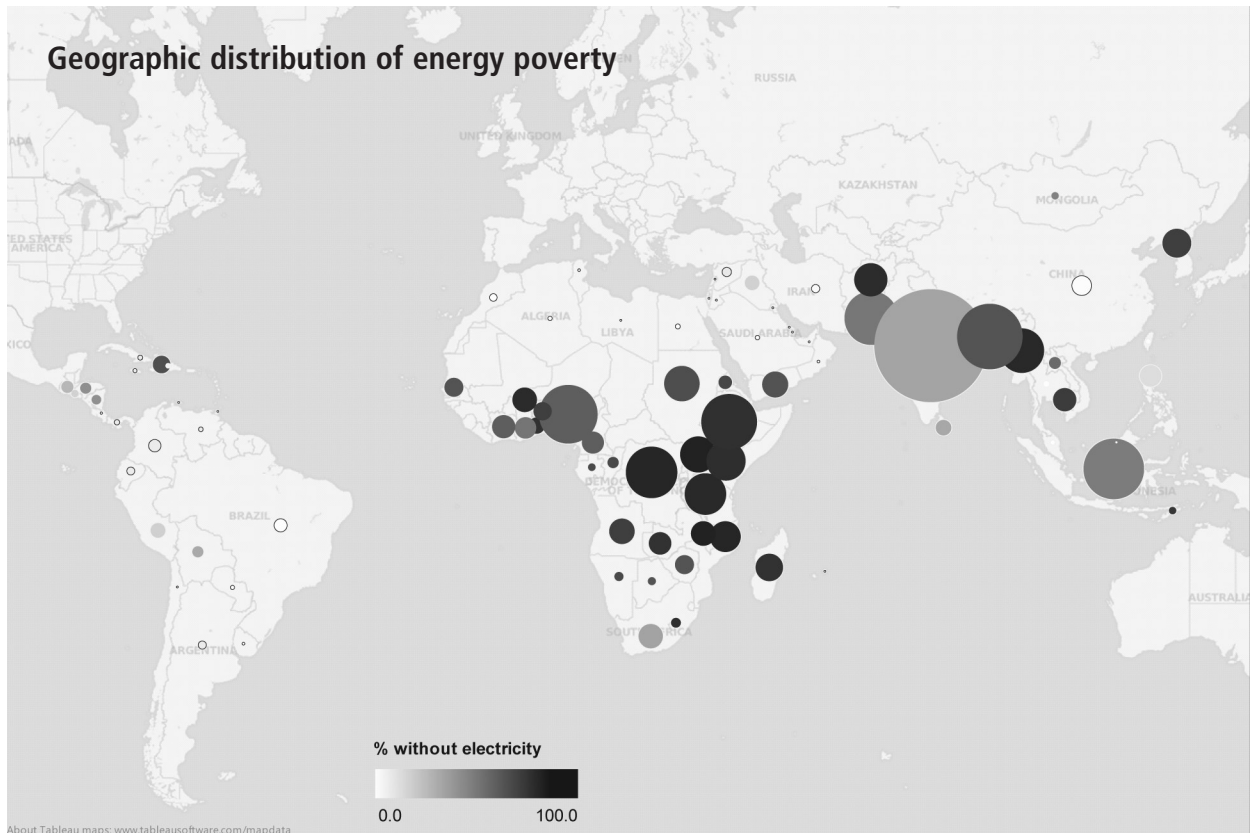 Geographic distribution of energy poverty
RUSSIA
UNITED KINGDOM
KAZAKHSTAN
MONGOLIA
CHINA
IRAN
ALGERIA
LIBYA
SAUDI ARABIA
BRAZIL
ARGENTINA
AUSTRALIA
% without electricity
0.0
100.0
About Tableau maps: www.tableausoftware.com/mapdata